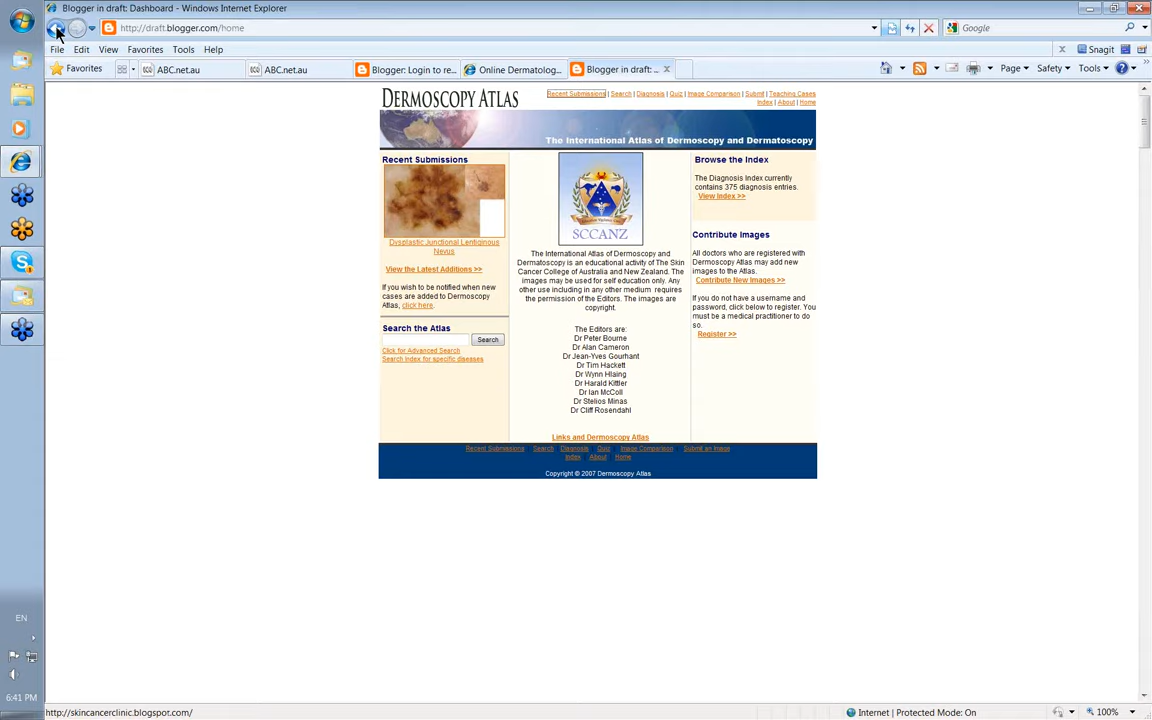 Blogger in draft: Dashboard - Windows Internet Explorer
http://draft.blogger.com/home
Google
File Edit View Favorites Tools Help
Snagit
Favorites
ABC.net.au
ABC.net.au
Blogger: Login to re...
Online Dermatolog...
Blogger in draft: ...
Page
Safety
Tools
DERMOSCOPY ATLAS
Recent Submissions | Search | Diagnosis | Quiz | Image Comparison | Submit | Teaching Cases
Index | About | Home
The International Atlas of Dermoscopy and Dermatoscopy
Recent Submissions
Dysplastic Junctional Lentiginous
Nevus
View the Latest Additions >>
If you wish to be notified when new
cases are added to Dermoscopy
Atlas, click here.
Search the Atlas
Search
Click for Advanced Search
Search Index for specific diseases
SCCANZ
The International Atlas of Dermoscopy and
Dermatoscopy is an educational activity of The Skin
Cancer College of Australia and New Zealand. The
images may be used for self education only. Any
other use including in any other medium requires
the permission of the Editors. The images are
copyright.
The Editors are:
Dr Peter Bourne
Dr Alan Cameron
Dr Jean-Yves Gourhant
Dr Tim Hackett
Dr Wynn Hlaing
Dr Harald Kittler
Dr Ian McColl
Dr Stelios Minas
Dr Cliff Rosendahl
Links and Dermoscopy Atlas
Browse the Index
The Diagnosis Index currently
contains 375 diagnosis entries.
View Index >>
Contribute Images
All doctors who are registered with
Dermoscopy Atlas may add new
images to the Atlas.
Contribute New Images >>
If you do not have a username and
password, click below to register. You
must be a medical practitioner to do
so.
Register >>
Recent Submissions | Search | Diagnosis | Quiz | Image Comparison | Submit an Image
Index | About | Home
Copyright © 2007 Dermoscopy Atlas
EN
6:41 PM
http://skincancerclinic.blogspot.com/
Internet | Protected Mode: On
100%